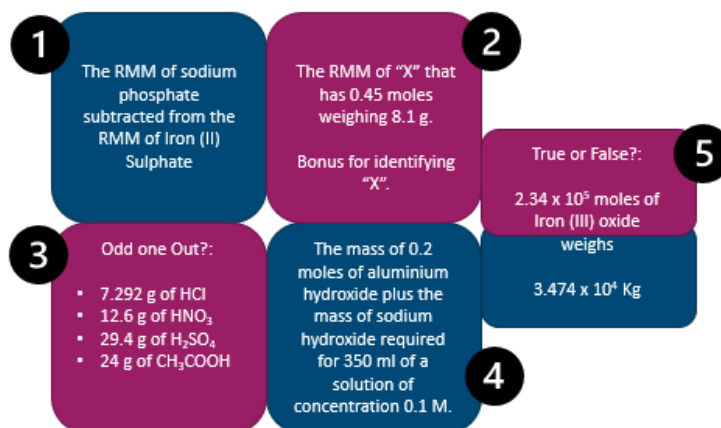 1
The RMM of sodium
phosphate
subtracted from the
RMM of Iron (II)
Sulphate
2
The RMM of “X” that
has 0.45 moles
weighing 8.1 g.
Bonus for identifying
“X”.
3
Odd one Out?:
• 7.292 g of HCl
• 12.6 g of HNO₃
• 29.4 g of H₂SO₄
• 24 g of CH₃COOH
4
The mass of 0.2
moles of aluminium
hydroxide plus the
mass of sodium
hydroxide required
for 350 ml of a
solution of
concentration 0.1 M.
5
True or False?:
2.34 x 10⁵ moles of
Iron (III) oxide
weighs
3.474 x 10⁴ Kg